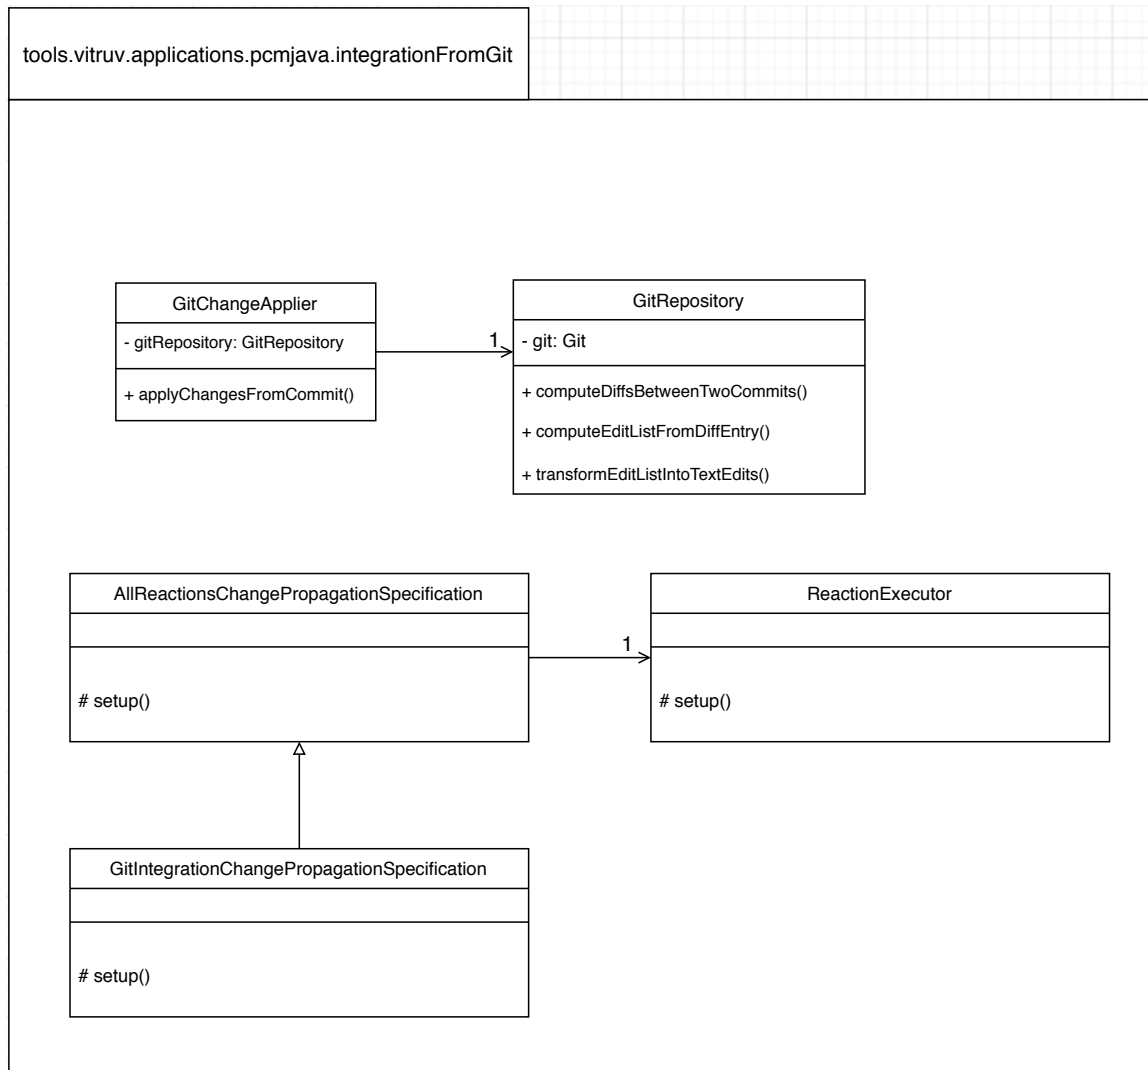 tools.vitruv.applications.pcmjava.integrationFromGit
GitChangeApplier
- gitRepository: GitRepository
+ applyChangesFromCommit()
1
GitRepository
- git: Git
+ computeDiffsBetweenTwoCommits()
+ computeEditListFromDiffEntry()
+ transformEditListIntoTextEdits()
AllReactionsChangePropagationSpecification
# setup()
1
ReactionExecutor
# setup()
GitIntegrationChangePropagationSpecification
# setup()